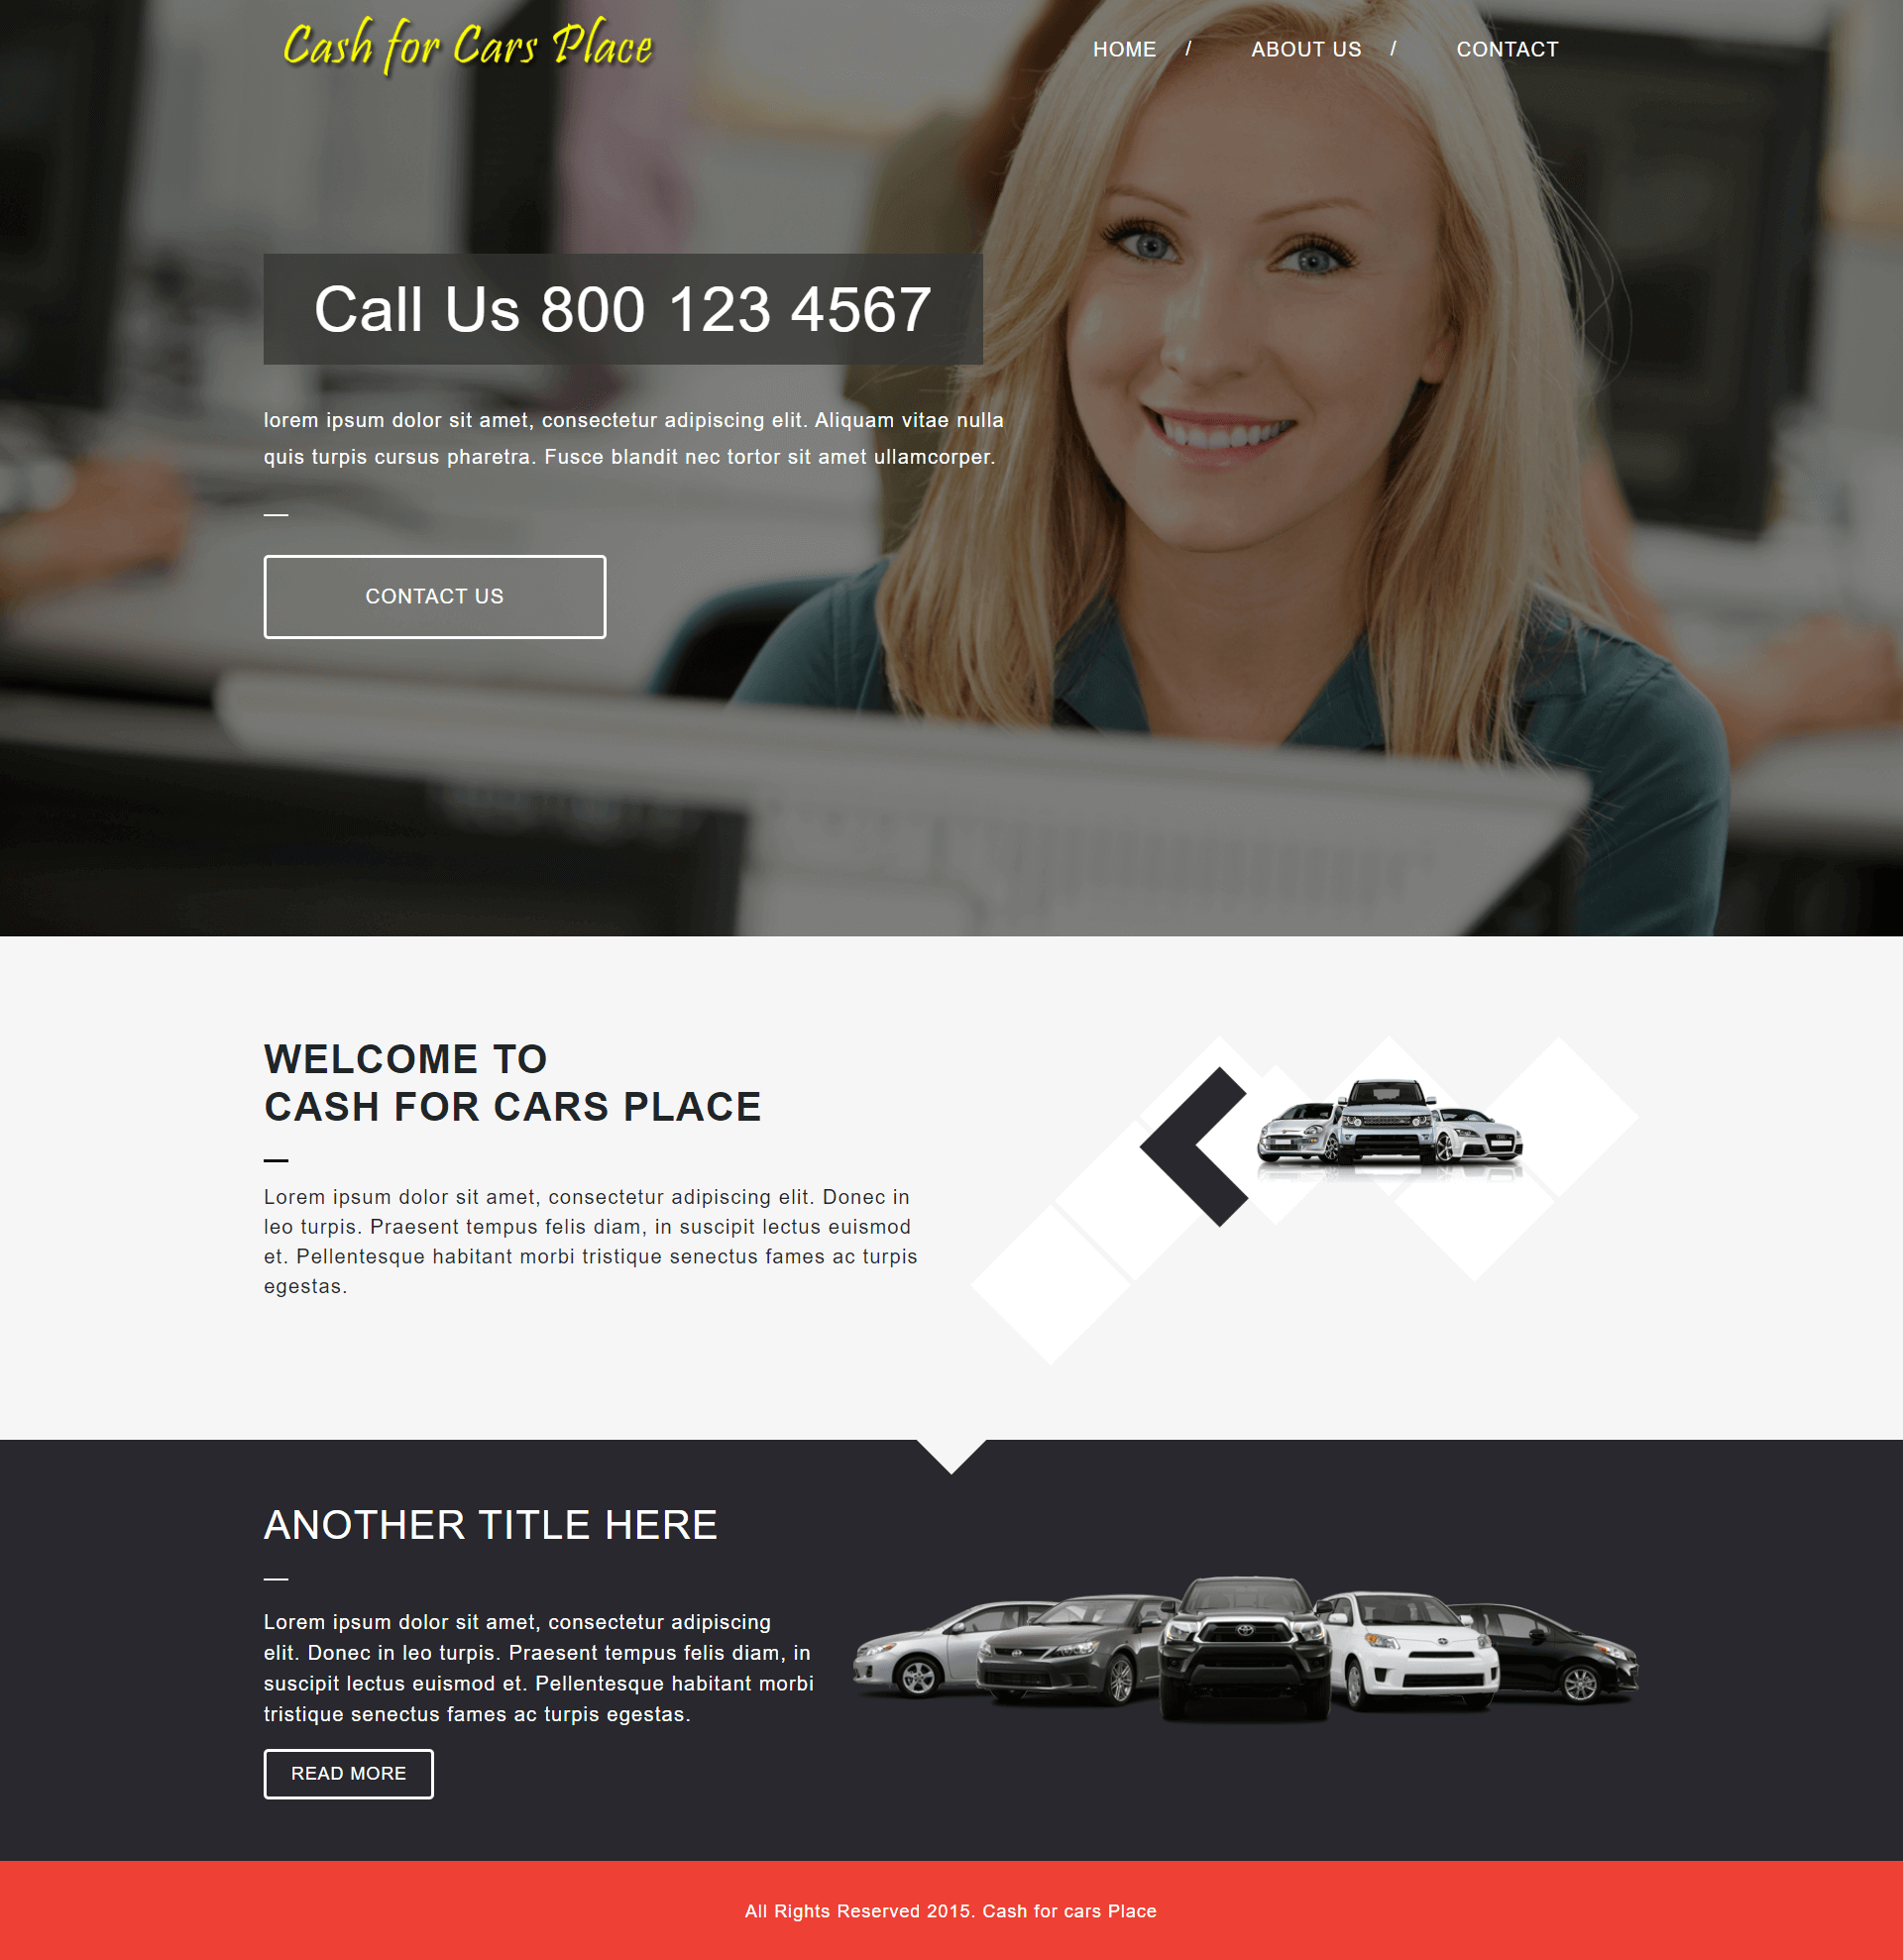 Cash for Cars Place
HOME / ABOUT US / CONTACT
Call Us 800 123 4567
lorem ipsum dolor sit amet, consectetur adipiscing elit. Aliquam vitae nulla
quis turpis cursus pharetra. Fusce blandit nec tortor sit amet ullamcorper.
CONTACT US
WELCOME TO
CASH FOR CARS PLACE
Lorem ipsum dolor sit amet, consectetur adipiscing elit. Donec in
leo turpis. Praesent tempus felis diam, in suscipit lectus euismod
et. Pellentesque habitant morbi tristique senectus fames ac turpis
egestas.
ANOTHER TITLE HERE
Lorem ipsum dolor sit amet, consectetur adipiscing
elit. Donec in leo turpis. Praesent tempus felis diam, in
suscipit lectus euismod et. Pellentesque habitant morbi
tristique senectus fames ac turpis egestas.
READ MORE
All Rights Reserved 2015. Cash for cars Place